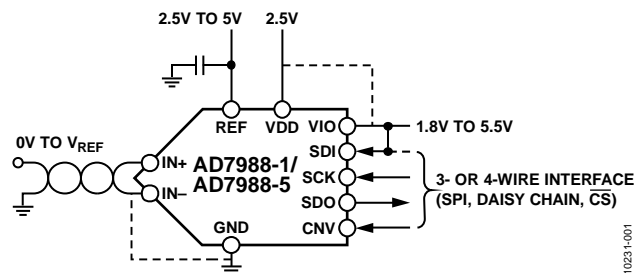 2.5V TO 5V
2.5V
REF
VDD
VIO
1.8V TO 5.5V
0V TO VREF
IN+
AD7988-1/
AD7988-5
SDI
SCK
3- OR 4-WIRE INTERFACE
(SPI, DAISY CHAIN, CS)
IN–
SDO
GND
CNV
10231-001